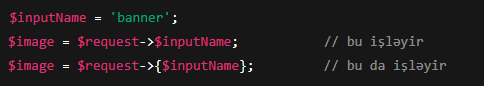 $inputName = 'banner';
$image = $request->$inputName;          // bu işləyir
$image = $request->{$inputName};        // bu da işləyir